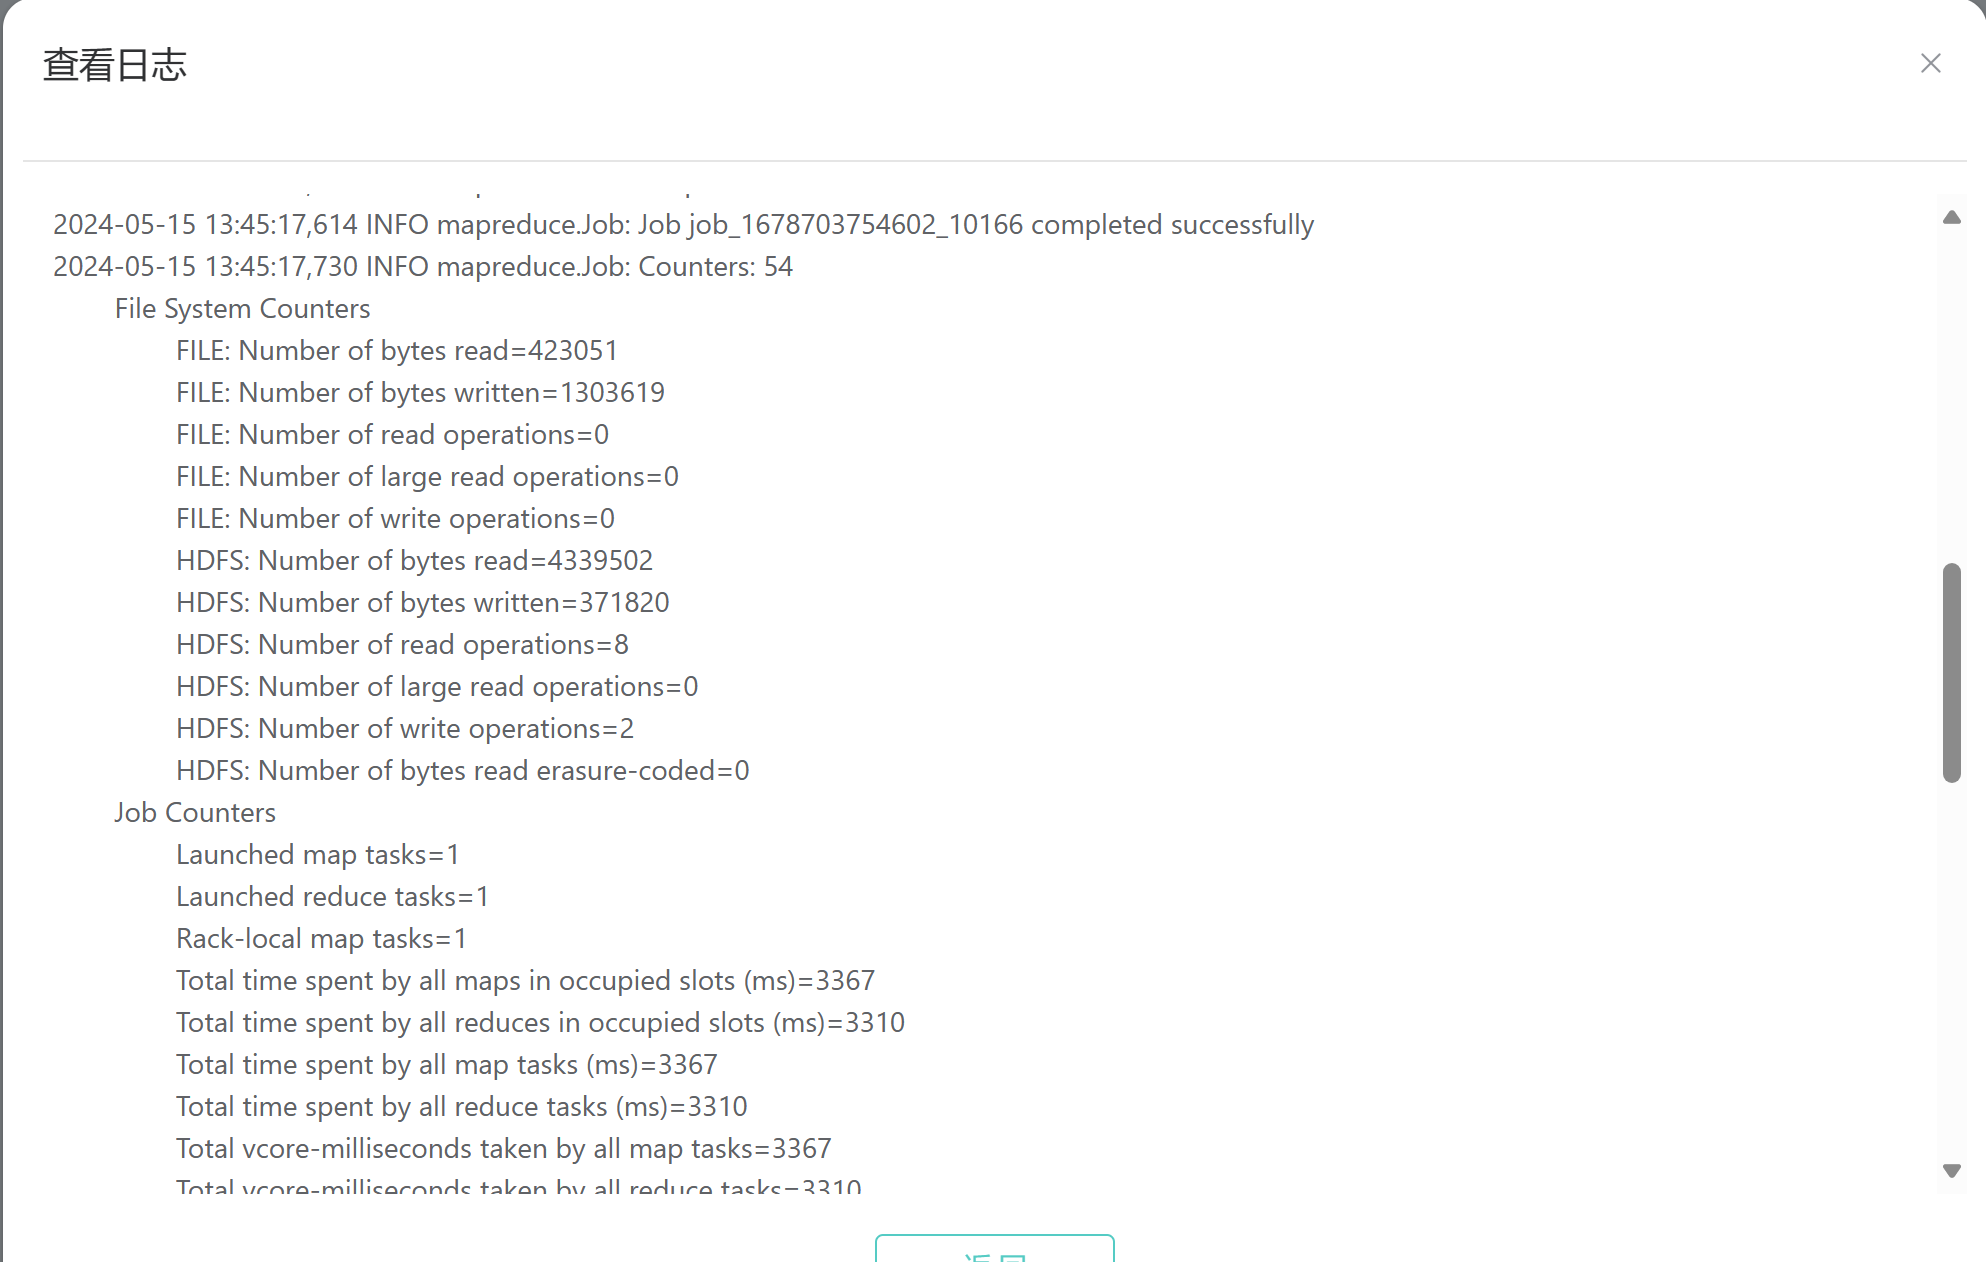 查看日志
2024-05-15 13:45:17,614 INFO mapreduce.Job: Job job_1678703754602_10166 completed successfully
2024-05-15 13:45:17,730 INFO mapreduce.Job: Counters: 54
File System Counters
FILE: Number of bytes read=423051
FILE: Number of bytes written=1303619
FILE: Number of read operations=0
FILE: Number of large read operations=0
FILE: Number of write operations=0
HDFS: Number of bytes read=4339502
HDFS: Number of bytes written=371820
HDFS: Number of read operations=8
HDFS: Number of large read operations=0
HDFS: Number of write operations=2
HDFS: Number of bytes read erasure-coded=0
Job Counters
Launched map tasks=1
Launched reduce tasks=1
Rack-local map tasks=1
Total time spent by all maps in occupied slots (ms)=3367
Total time spent by all reduces in occupied slots (ms)=3310
Total time spent by all map tasks (ms)=3367
Total time spent by all reduce tasks (ms)=3310
Total vcore-milliseconds taken by all map tasks=3367
Total vcore-milliseconds taken by all reduce tasks=3310
返回